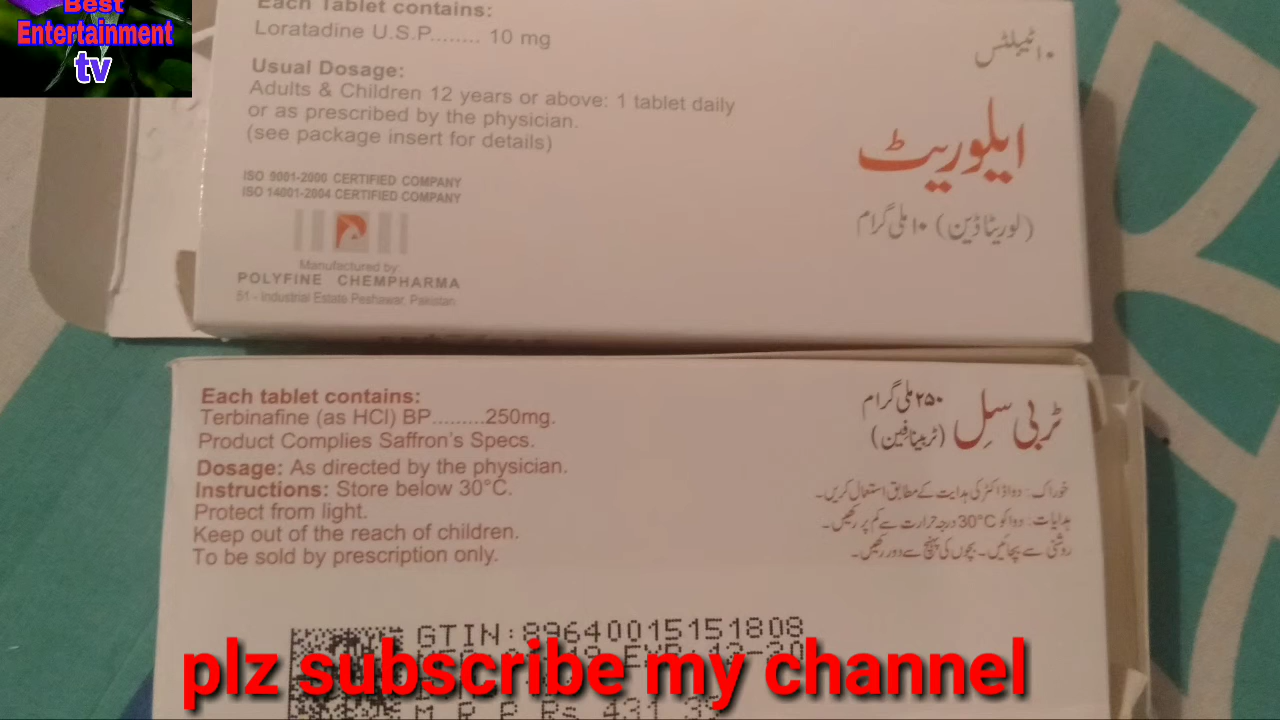 Best
Entertainment
tv
Each Tablet contains:
Loratadine U.S.P........ 10 mg
Usual Dosage:
Adults & Children 12 years or above: 1 tablet daily
or as prescribed by the physician.
(see package insert for details)
ISO 9001-2000 CERTIFIED COMPANY
ISO 14001-2004 CERTIFIED COMPANY
Manufactured by:
POLYFINE CHEMPHARMA
51 - Industrial Estate Peshawar, Pakistan
۱۰ ٹیبلٹس
ایلوریٹ
(لوریٹاڈین) ۱۰ ملی گرام
Each tablet contains:
Terbinafine (as HCl) BP.........250mg.
Product Complies Saffron's Specs.
Dosage: As directed by the physician.
Instructions: Store below 30°C.
Protect from light.
Keep out of the reach of children.
To be sold by prescription only.
ٹربی سِل ۲۵۰ ملی گرام
(ٹربینافین)
خوراک: دوا ڈاکٹر کی ہدایت کے مطابق استعمال کریں۔
ہدایات: دوا کو 30°C درجہ حرارت سے کم پر رکھیں۔
روشنی سے بچائیں۔ بچوں کی پہنچ سے دور رکھیں۔
GTIN:89640015151808
M.R.P Rs 431.3
plz subscribe my channel